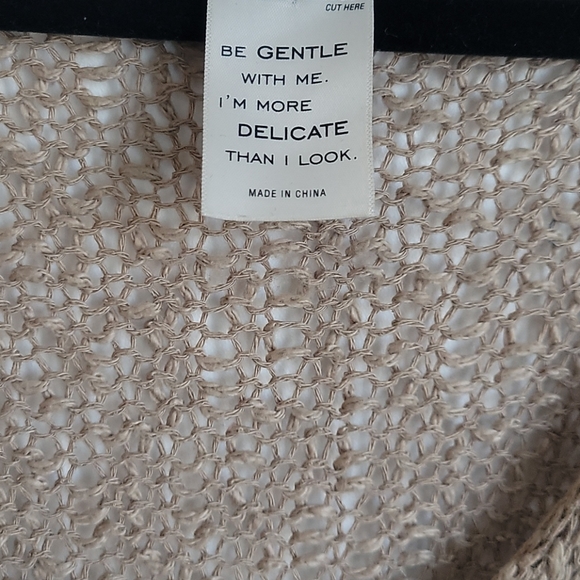 CUT HERE
BE GENTLE
WITH ME.
I'M MORE
DELICATE
THAN I LOOK.
MADE IN CHINA